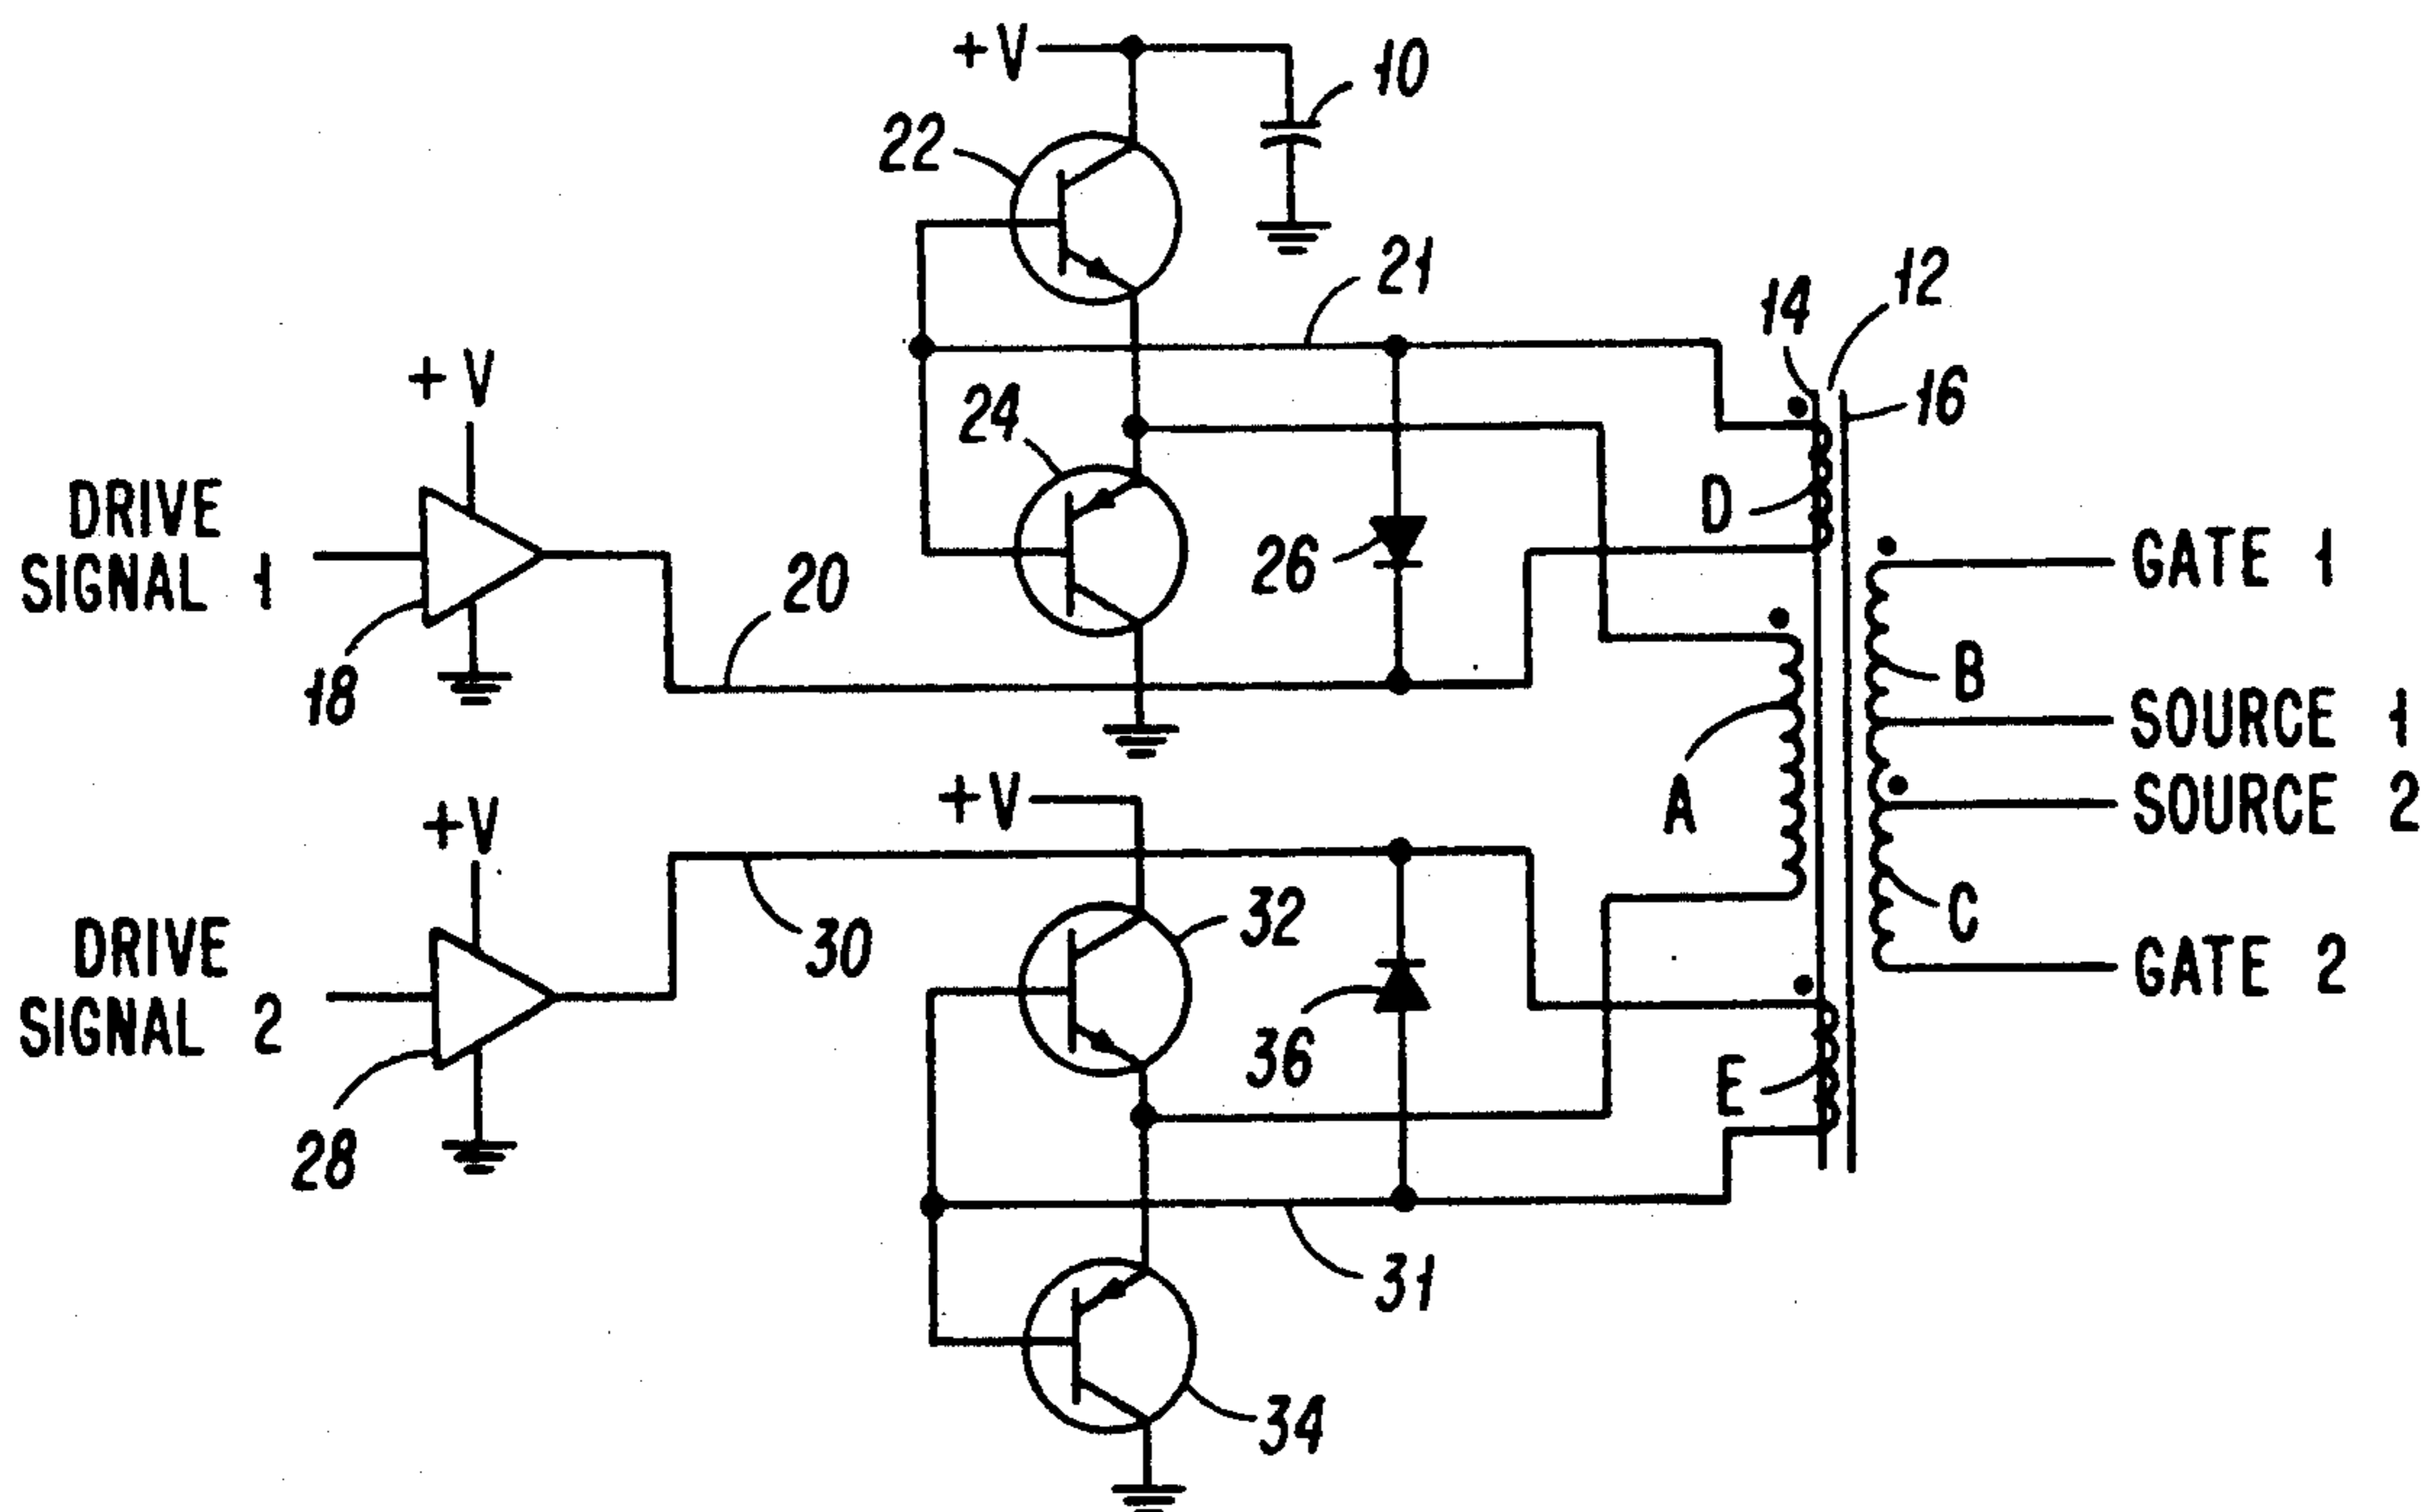 +V
10
22
21
12
14
16
+V
24
DRIVE
SIGNAL 1
18
20
26
D
GATE 1
B
SOURCE 1
A
SOURCE 2
+V
+V
DRIVE
SIGNAL 2
28
30
32
C
GATE 2
36
E
31
34